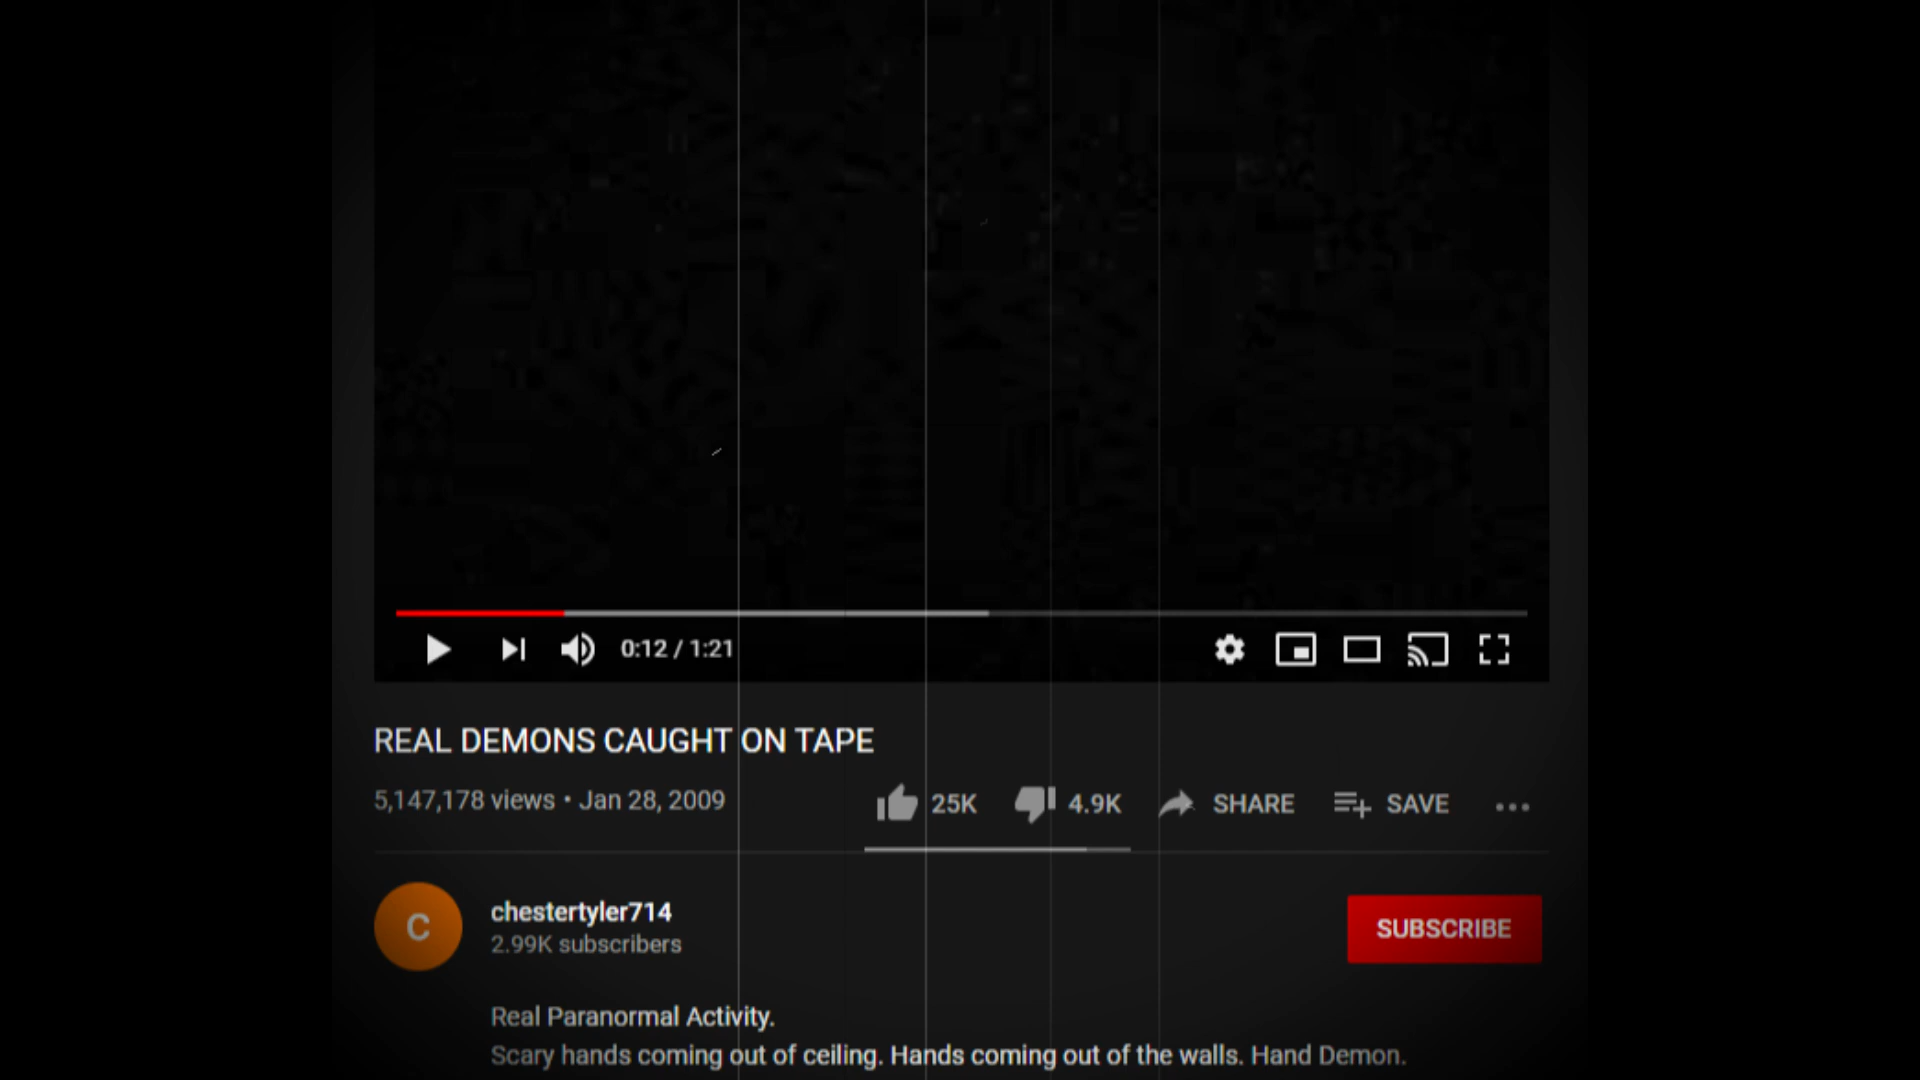 0:12 / 1:21
REAL DEMONS CAUGHT ON TAPE
5,147,178 views • Jan 28, 2009
25K 4.9K SHARE SAVE
C
chestertyler714
2.99K subscribers
SUBSCRIBE
Real Paranormal Activity.
Scary hands coming out of ceiling. Hands coming out of the walls. Hand Demon.